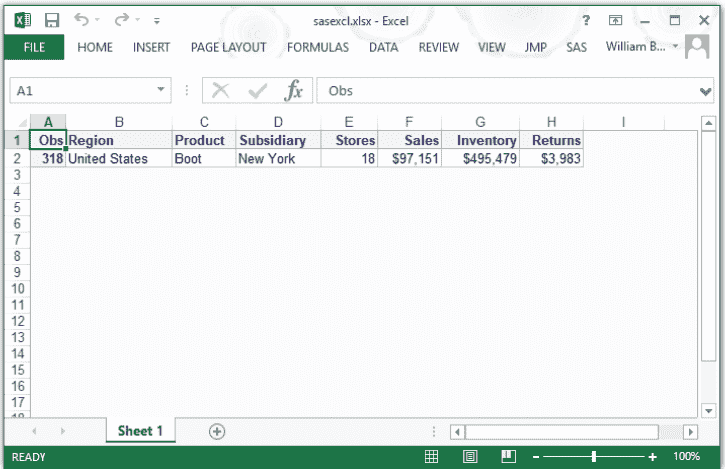 sasexcl.xlsx - Excel
?
FILE HOME INSERT PAGE LAYOUT FORMULAS DATA REVIEW VIEW JMP SAS William B...
A1 fx Obs
A B C D E F G H I
1 Obs Region Product Subsidiary Stores Sales Inventory Returns
2 318 United States Boot New York 18 $97,151 $495,479 $3,983
3
4
5
6
7
8
9
10
11
12
13
14
15
16
17
18
Sheet 1
READY 100%